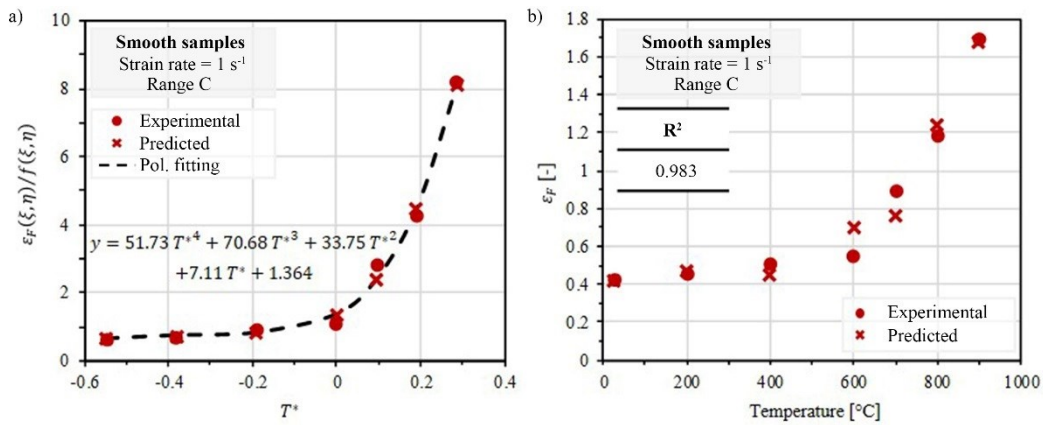 a)
10
8
6
4
2
0
-0.6
-0.4
-0.2
0
0.2
0.4
ε_F(ξ,η)/f(ξ,η)
T*
Smooth samples
Strain rate = 1 s⁻¹
Range C
Experimental
Predicted
Pol. fitting
y = 51.73 T*⁴ + 70.68 T*³ + 33.75 T*²
+7.11 T* + 1.364
b)
1.8
1.6
1.4
1.2
1
0.8
0.6
0.4
0.2
0
0
200
400
600
800
1000
ε_F [-]
Temperature [°C]
Smooth samples
Strain rate = 1 s⁻¹
Range C
R²
0.983
Experimental
Predicted